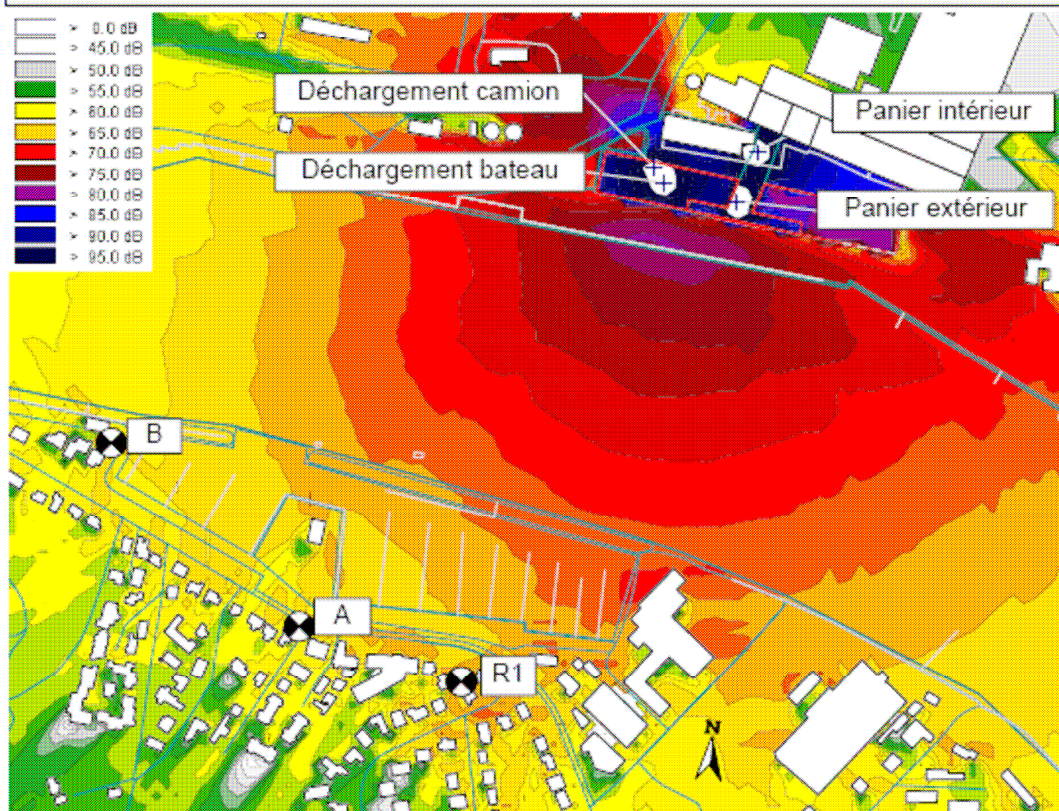 > 0.0 dB
> 45.0 dB
> 50.0 dB
> 55.0 dB
> 60.0 dB
> 65.0 dB
> 70.0 dB
> 75.0 dB
> 80.0 dB
> 85.0 dB
> 90.0 dB
> 95.0 dB
Déchargement camion
Panier intérieur
Déchargement bateau
Panier extérieur
B
A
R1
N